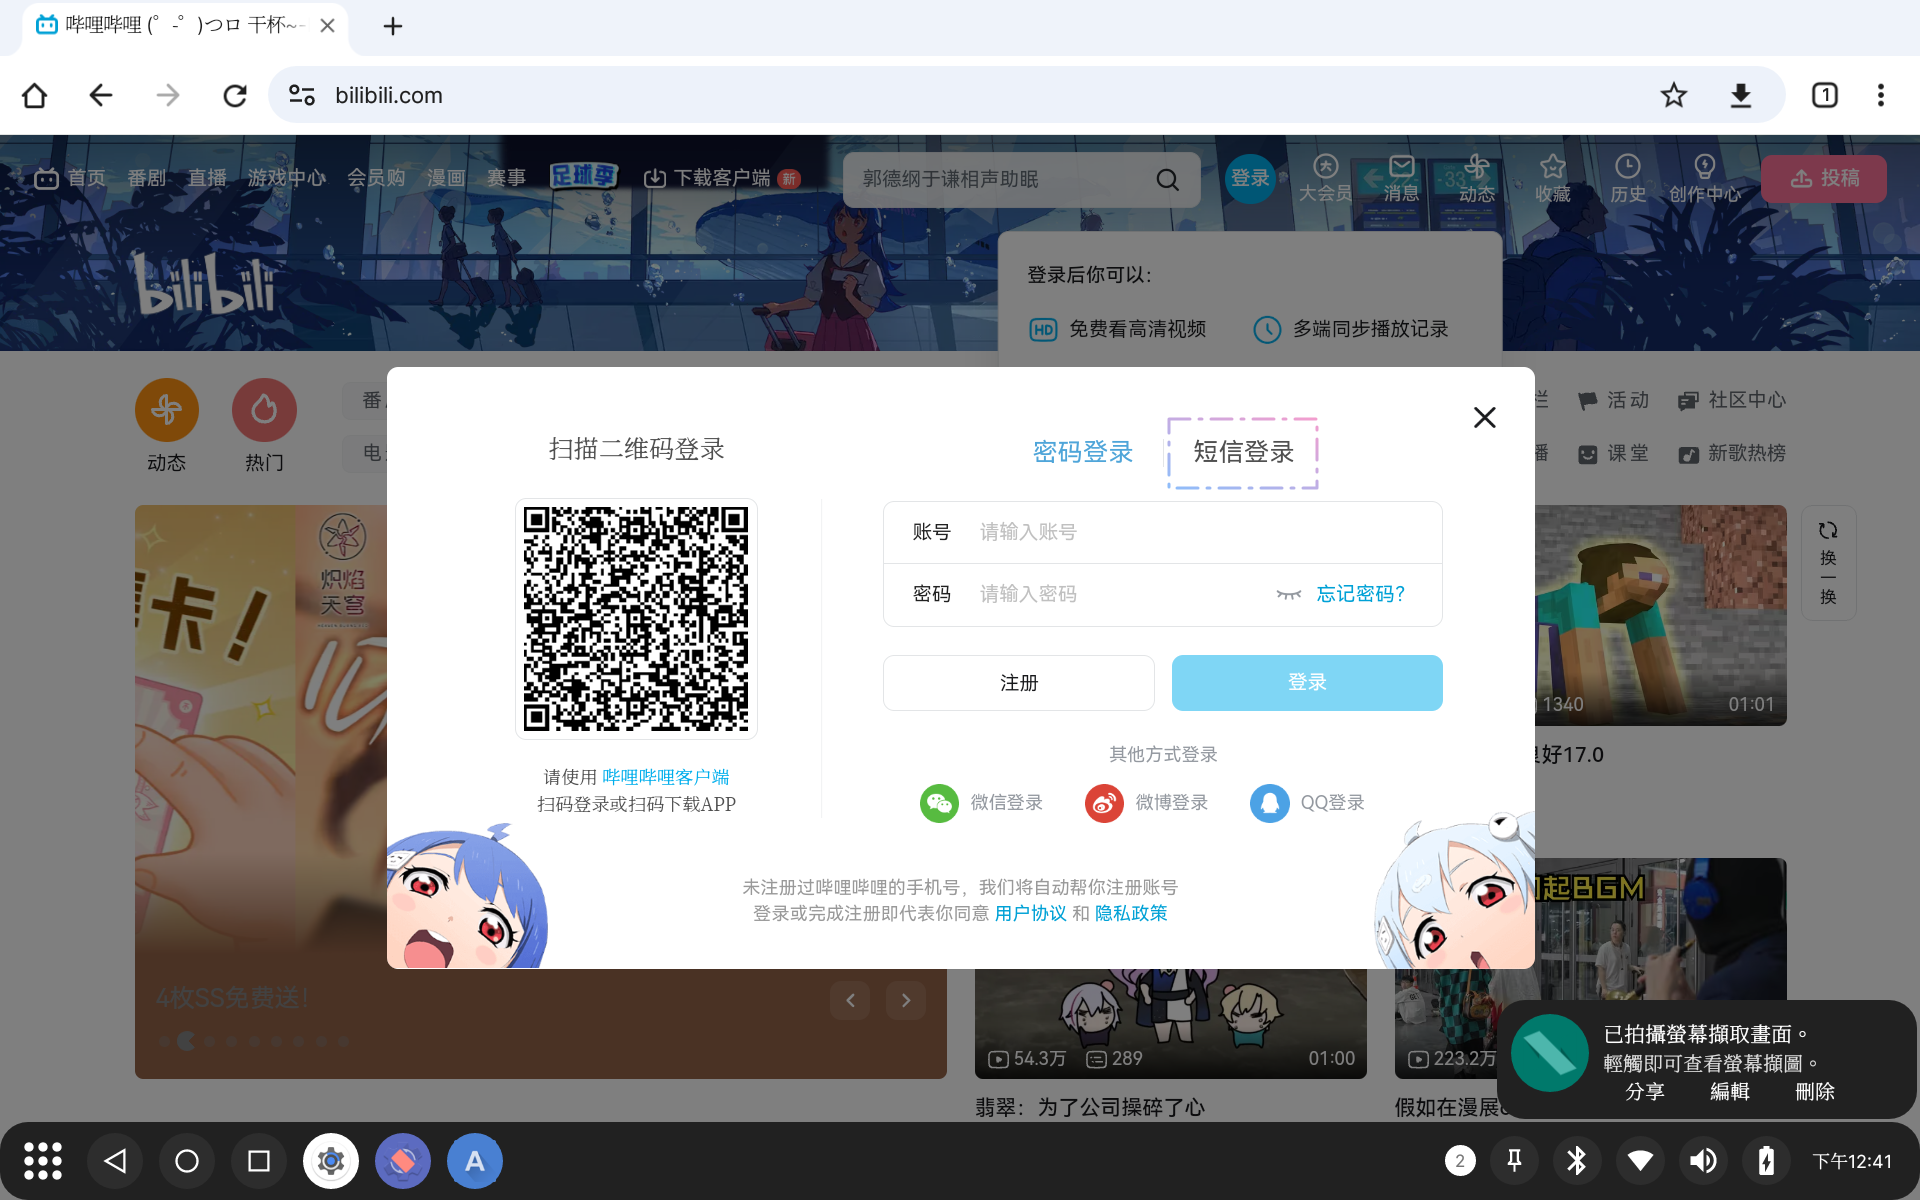 哔哩哔哩 (゜-゜)つロ 干杯~-
bilibili.com
1
首页 番剧 直播 游戏中心 会员购 漫画 赛事 足球季 下载客户端 新
郭德纲于谦相声助眠
登录 大会员 消息 动态 收藏 历史 创作中心 投稿
bilibili
登录后你可以：
HD 免费看高清视频 多端同步播放记录
动态 热门
番
电
栏 活动 社区中心
播 课堂 新歌热榜
扫描二维码登录
请使用 哔哩哔哩客户端
扫码登录或扫码下载APP
密码登录 短信登录
账号 请输入账号
密码 请输入密码 忘记密码？
注册 登录
其他方式登录
微信登录 微博登录 QQ登录
未注册过哔哩哔哩的手机号，我们将自动帮你注册账号
登录或完成注册即代表你同意 用户协议 和 隐私政策
卡！
炽焰
天穹
4枚SS免费送！
换一换
1340 01:01
良好17.0
起BGM
54.3万 289 01:00
翡翠：为了公司操碎了心
223.2万
假如在漫展
已拍攝螢幕擷取畫面。
輕觸即可查看螢幕擷圖。
分享 編輯 刪除
A
2
下午12:41